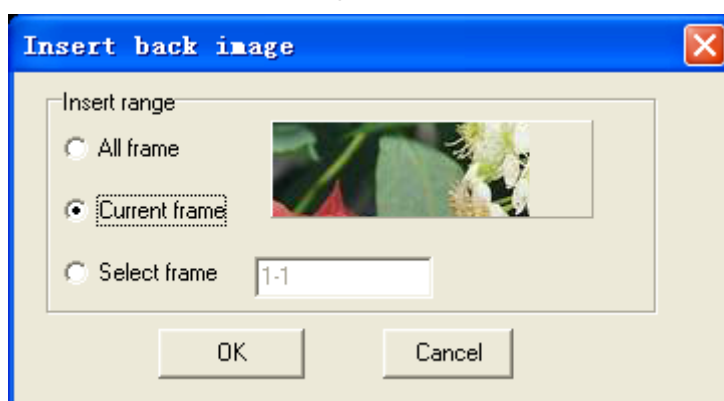 Insert back image
Insert range
All frame
Current frame
Select frame
1-1
OK
Cancel